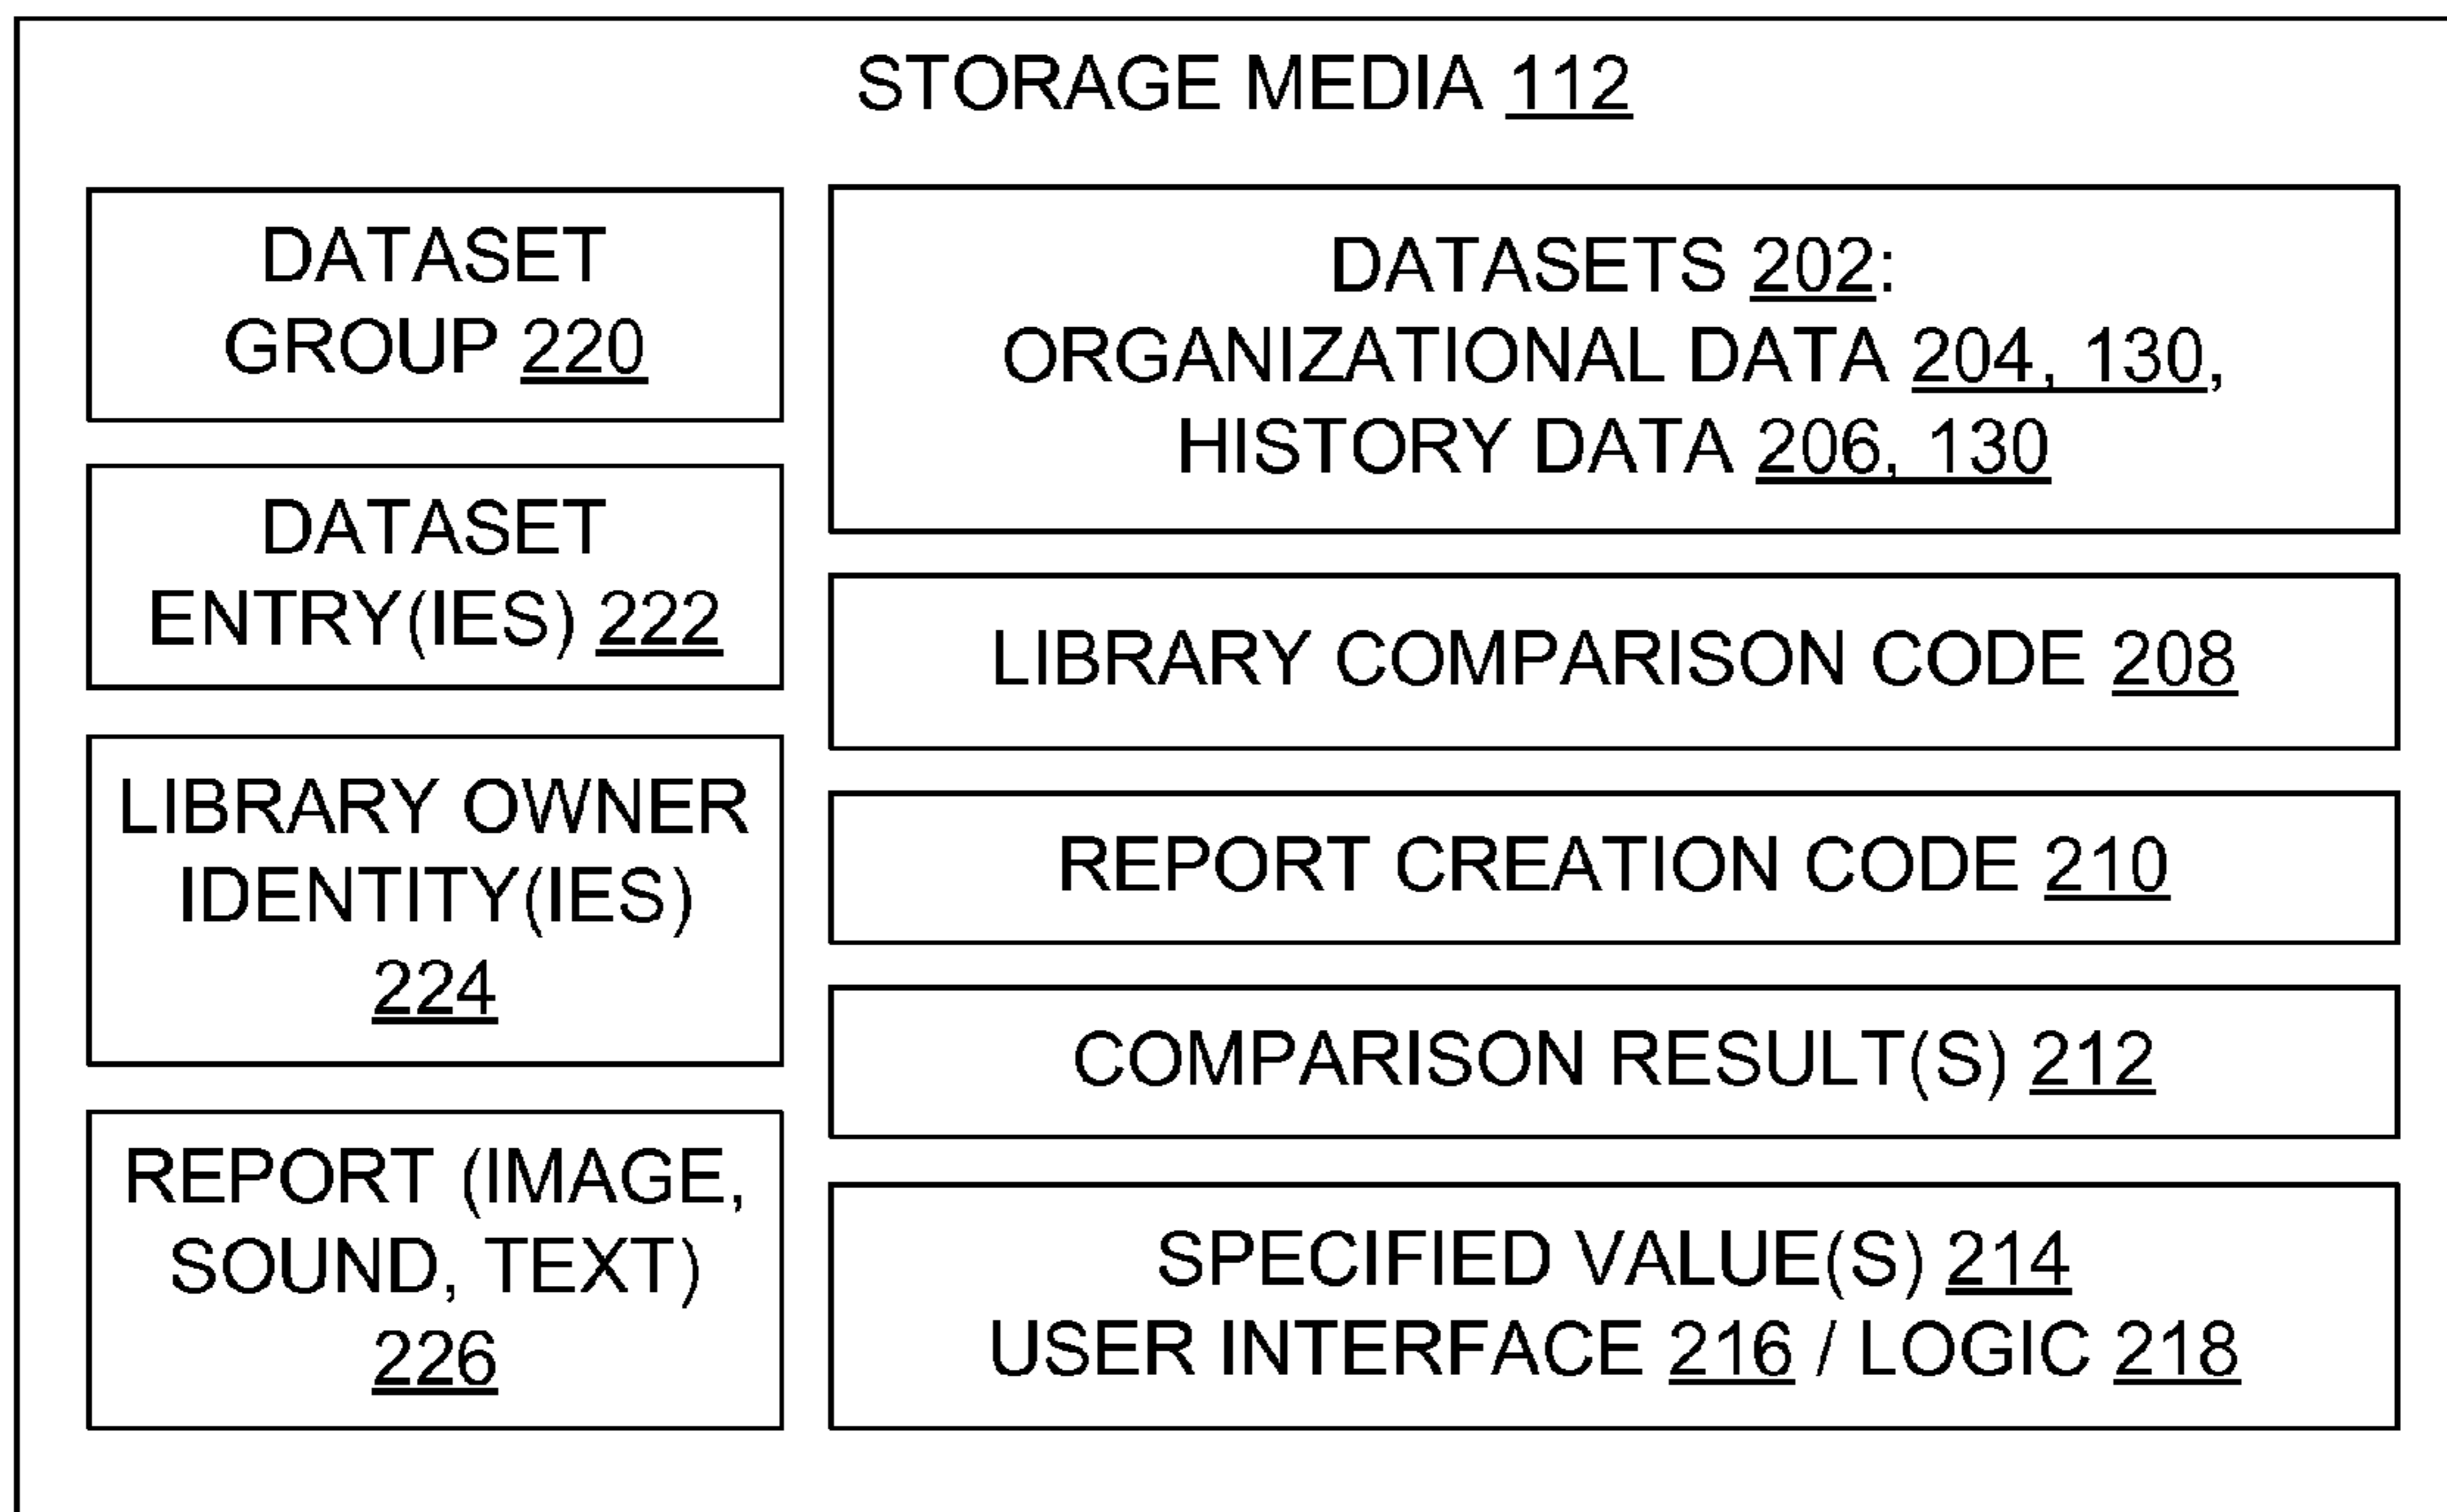 STORAGE MEDIA 112
DATASET
GROUP 220
DATASET
ENTRY(IES) 222
LIBRARY OWNER
IDENTITY(IES)
224
REPORT (IMAGE,
SOUND, TEXT)
226
DATASETS 202:
ORGANIZATIONAL DATA 204, 130,
HISTORY DATA 206, 130
LIBRARY COMPARISON CODE 208
REPORT CREATION CODE 210
COMPARISON RESULT(S) 212
SPECIFIED VALUE(S) 214
USER INTERFACE 216 / LOGIC 218